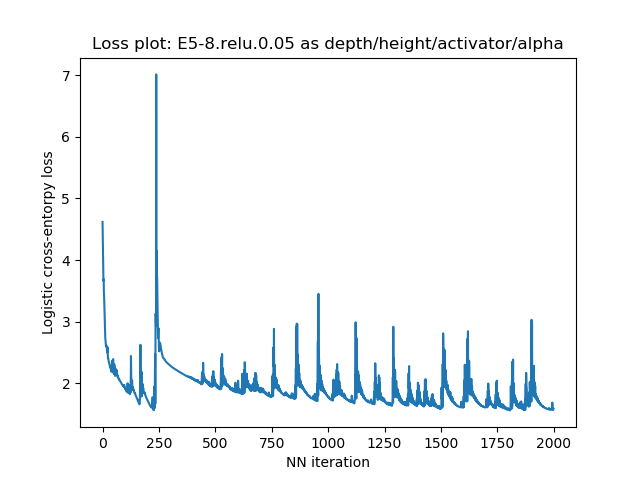 Loss plot: E5-8.relu.0.05 as depth/height/activator/alpha
7
6
5
4
3
2
Logistic cross-entorpy loss
0 250 500 750 1000 1250 1500 1750 2000
NN iteration